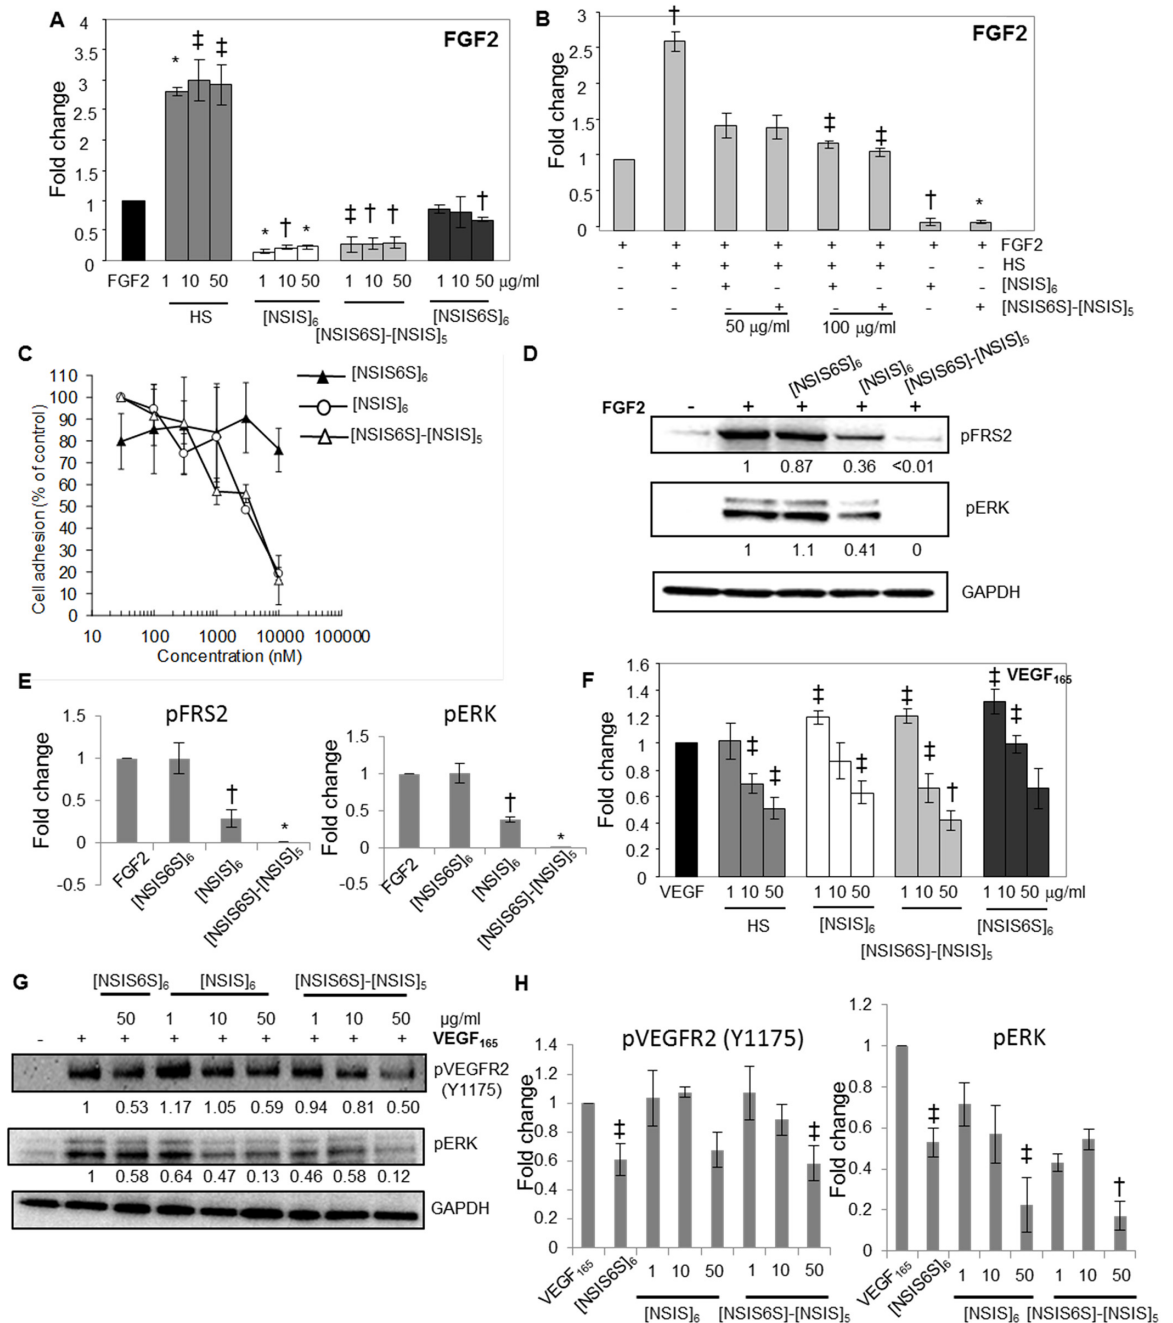 A
FGF2
Fold change
4
3.5
3
2.5
2
1.5
1
0.5
0
* ‡ ‡ * † * ‡ † † †
FGF2 1 10 50 1 10 50 1 10 50 1 10 50 μg/ml
HS [NSIS]6 [NSIS6S]-[NSIS]5 [NSIS6S]6
B
FGF2
Fold change
3
2.5
2
1.5
1
0.5
0
† ‡ ‡ † *
+ + + + + + + + FGF2
- + + + + + - - HS
- - + - + - + - [NSIS]6
- - - + - + - + [NSIS6S]-[NSIS]5
50 μg/ml 100 μg/ml
C
Cell adhesion (% of control)
110
100
90
80
70
60
50
40
30
20
10
0
10 100 1000 10000 100000
Concentration (nM)
[NSIS6S]6
[NSIS]6
[NSIS6S]-[NSIS]5
D
[NSIS6S]6 [NSIS]6 [NSIS6S]-[NSIS]5
FGF2 - + + + +
pFRS2
1 0.87 0.36 <0.01
pERK
1 1.1 0.41 0
GAPDH
E
pFRS2
Fold change
1.5
1
0.5
0
-0.5
† *
FGF2 [NSIS6S]6 [NSIS]6 [NSIS6S]-[NSIS]5
pERK
Fold change
1.5
1
0.5
0
-0.5
† *
FGF2 [NSIS6S]6 [NSIS]6 [NSIS6S]-[NSIS]5
F
VEGF165
Fold change
1.6
1.4
1.2
1
0.8
0.6
0.4
0.2
0
‡ ‡ ‡ ‡ ‡ ‡ † ‡ ‡
VEGF 1 10 50 1 10 50 1 10 50 1 10 50 μg/ml
HS [NSIS]6 [NSIS6S]-[NSIS]5 [NSIS6S]6
G
[NSIS6S]6 [NSIS]6 [NSIS6S]-[NSIS]5
50 1 10 50 1 10 50 μg/ml
- + + + + + + + + VEGF165
pVEGFR2
(Y1175)
1 0.53 1.17 1.05 0.59 0.94 0.81 0.50
pERK
1 0.58 0.64 0.47 0.13 0.46 0.58 0.12
GAPDH
H
pVEGFR2 (Y1175)
Fold change
1.4
1.2
1
0.8
0.6
0.4
0.2
0
‡ ‡
VEGF165 [NSIS6S]6 1 10 50 1 10 50
[NSIS]6 [NSIS6S]-[NSIS]5
pERK
Fold change
1.2
1
0.8
0.6
0.4
0.2
0
‡ ‡ †
VEGF165 [NSIS6S]6 1 10 50 1 10 50
[NSIS]6 [NSIS6S]-[NSIS]5